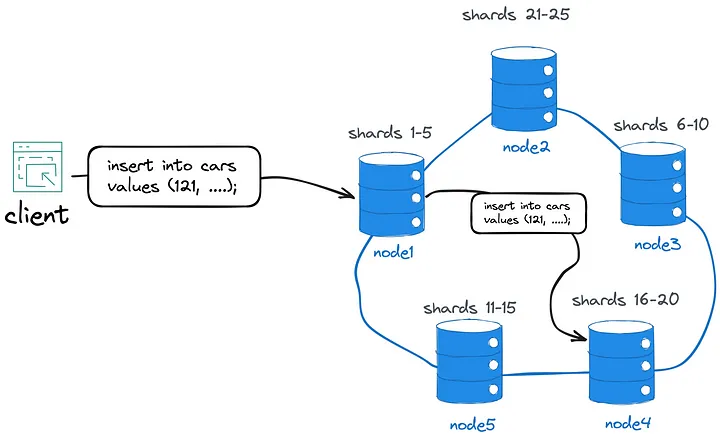 shards 21-25
node2
shards 1-5
shards 6-10
insert into cars
values (121, ....);
client
insert into cars
values (121, ....);
node1
node3
shards 11-15
shards 16-20
node5
node4